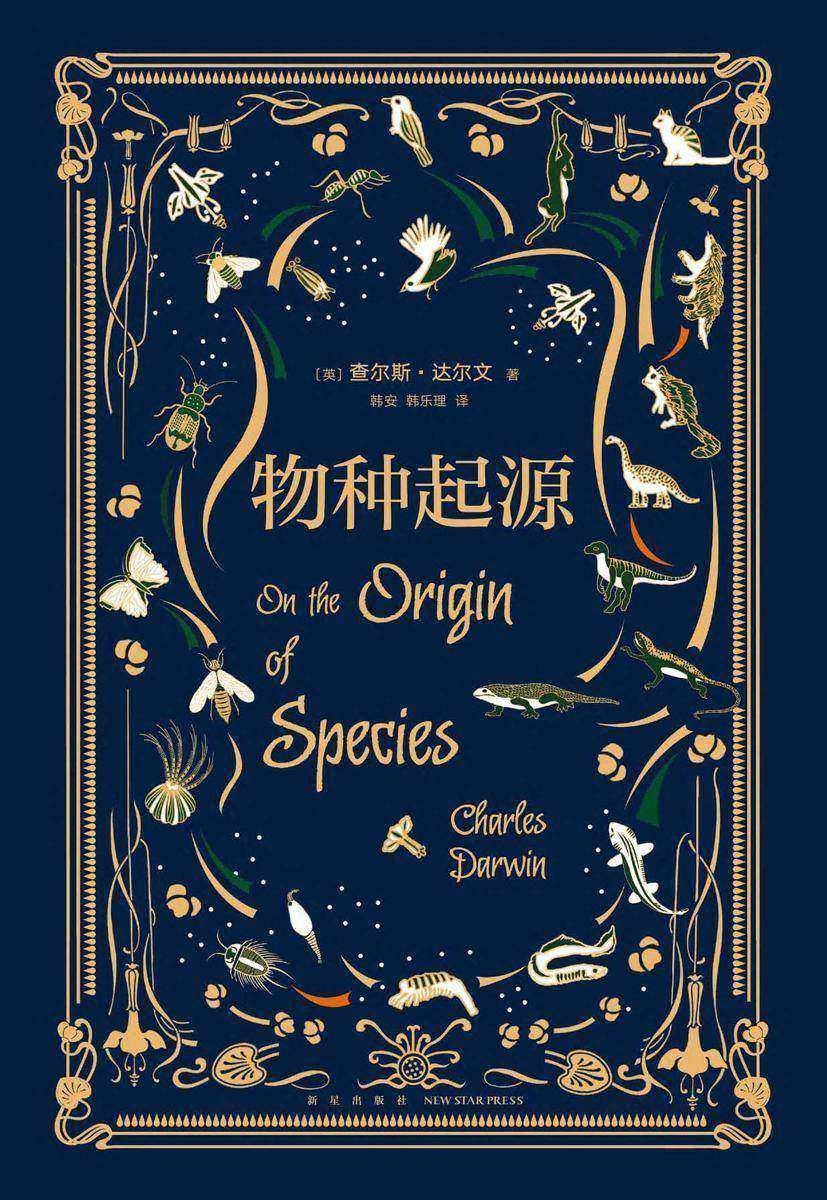 ［英］查尔斯·达尔文 著
韩安 韩乐理 译
物种起源
On the Origin
of
Species
Charles
Darwin
新星出版社 NEW STAR PRESS